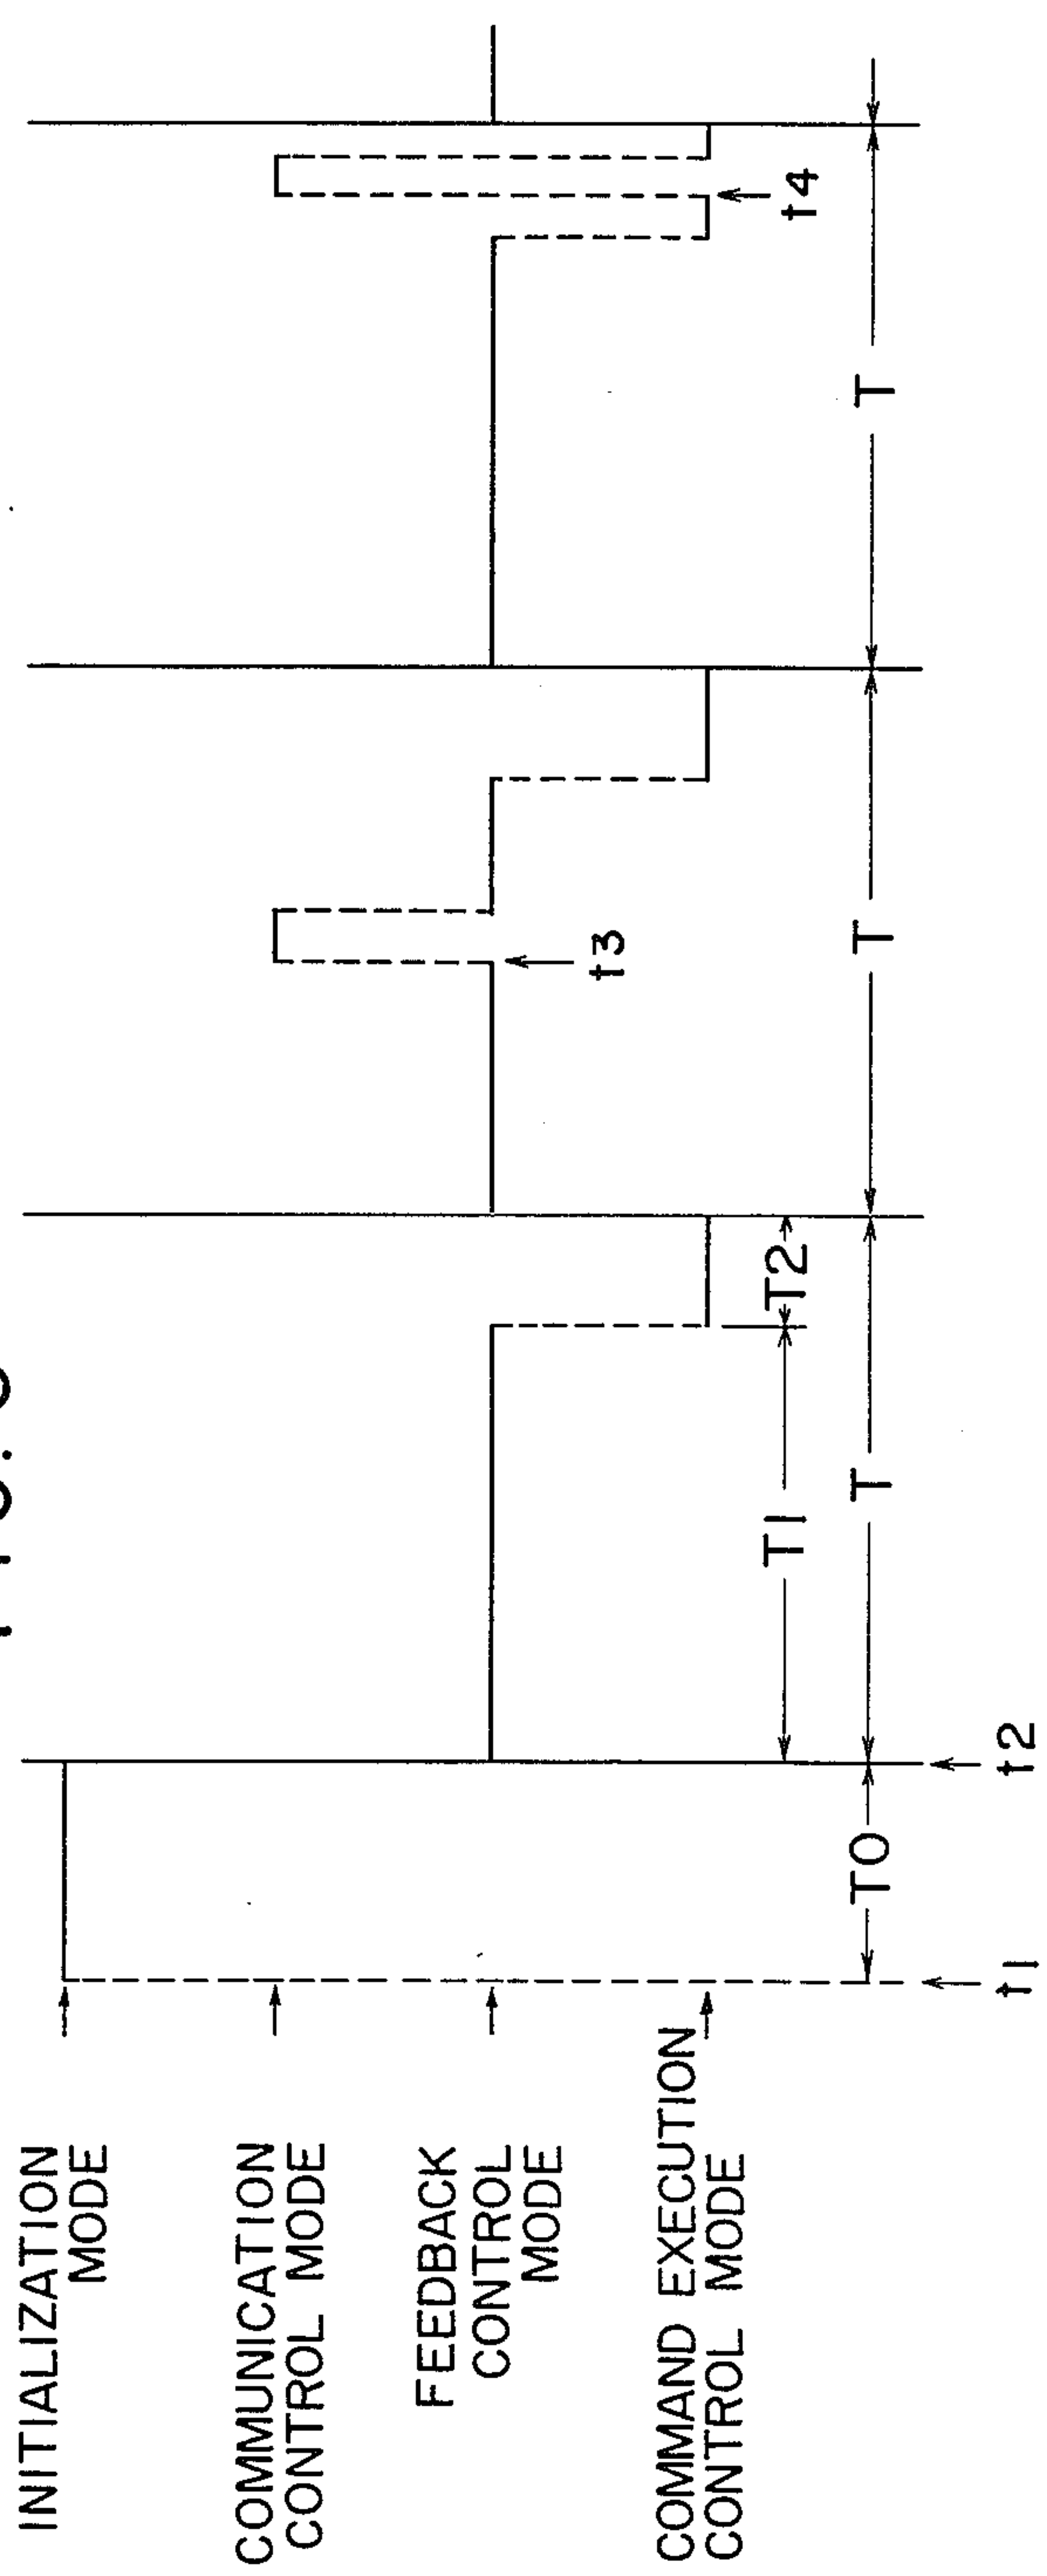 INITIALIZATION
MODE
COMMUNICATION
CONTROL MODE
FEEDBACK
CONTROL
MODE
COMMAND EXECUTION
CONTROL MODE
t3
t4
T1
T2
T0
T
T
T
t1
t2